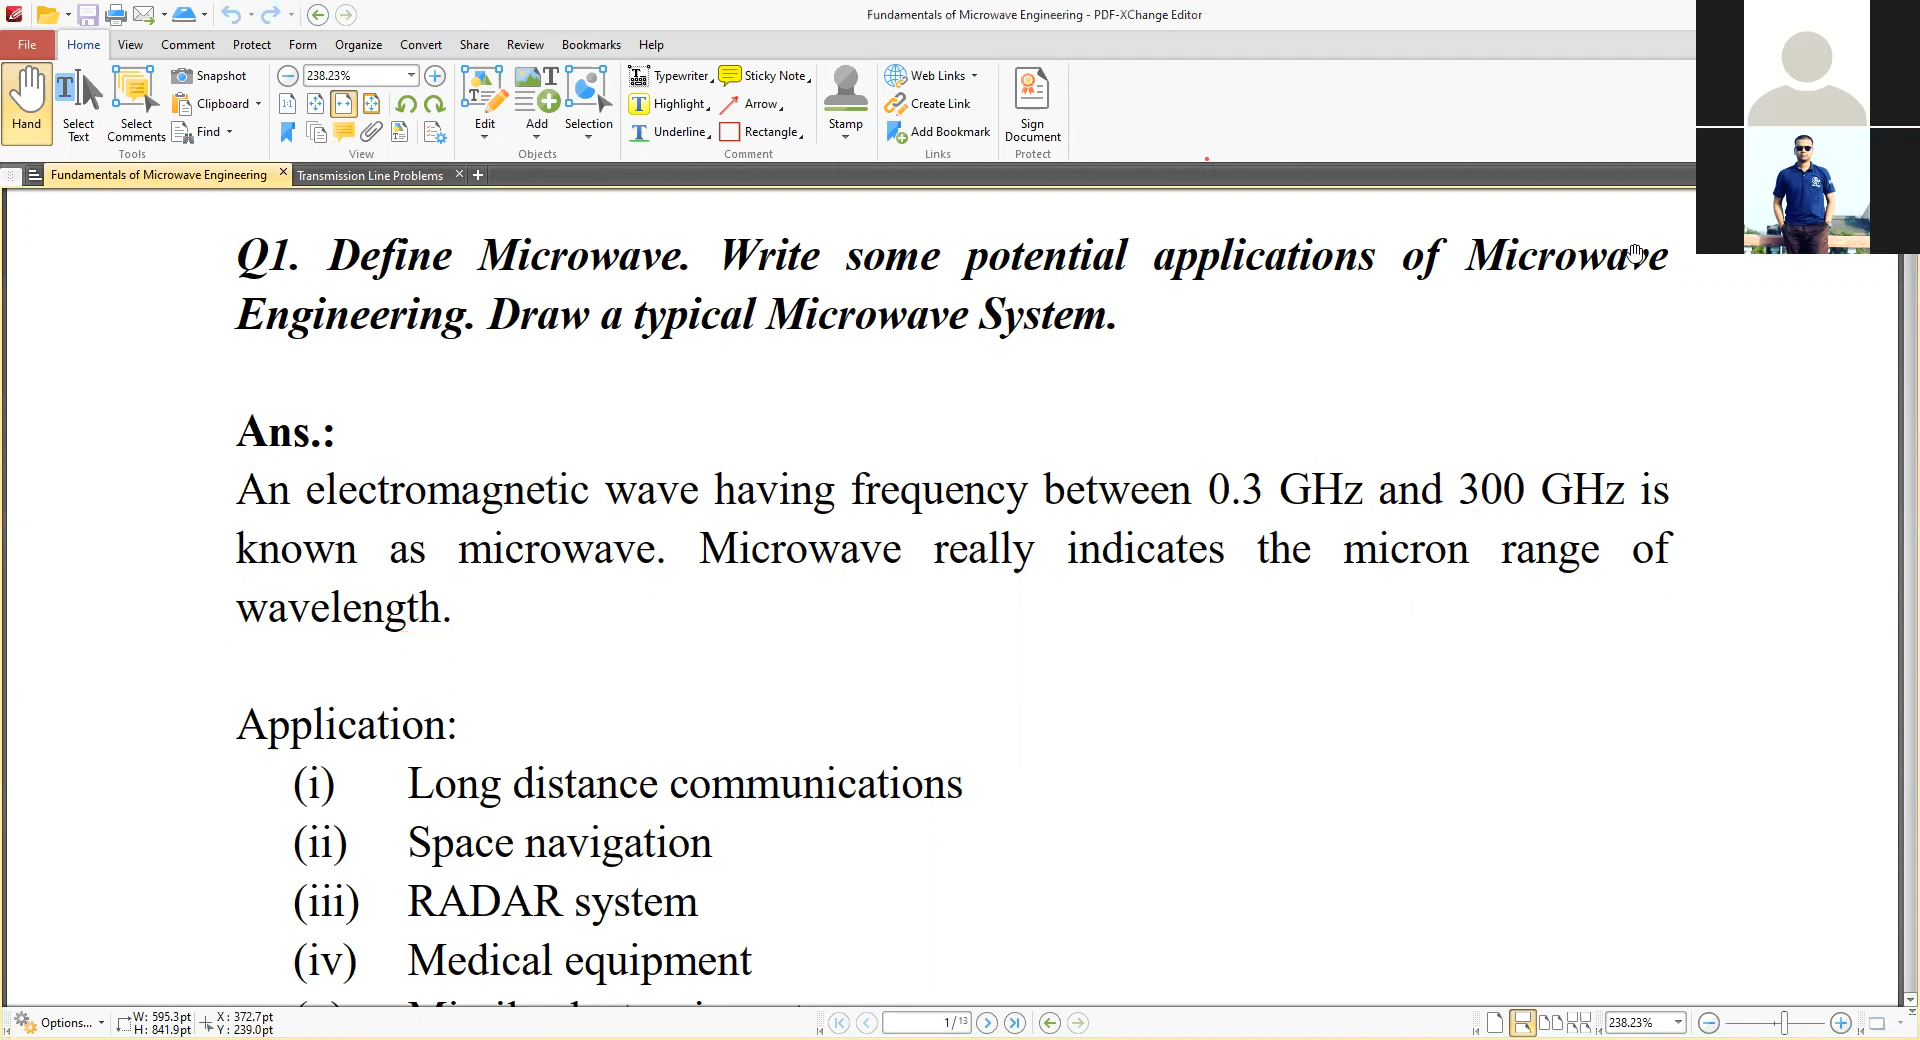 Fundamentals of Microwave Engineering - PDF-XChange Editor
File Home View Comment Protect Form Organize Convert Share Review Bookmarks Help
Hand
Select Text
Select Comments
Snapshot
Clipboard
Find
Tools
238.23%
View
Edit
Add
Selection
Objects
Typewriter
Highlight
Underline
Sticky Note
Arrow
Rectangle
Stamp
Comment
Web Links
Create Link
Add Bookmark
Links
Sign Document
Protect
Fundamentals of Microwave Engineering
Transmission Line Problems
Q1. Define Microwave. Write some potential applications of Microwave
Engineering. Draw a typical Microwave System.
Ans.:
An electromagnetic wave having frequency between 0.3 GHz and 300 GHz is
known as microwave. Microwave really indicates the micron range of
wavelength.
Application:
(i) Long distance communications
(ii) Space navigation
(iii) RADAR system
(iv) Medical equipment
Options...
W: 595.3pt
H: 841.9pt
X: 372.7pt
Y: 239.0pt
1/13
238.23%